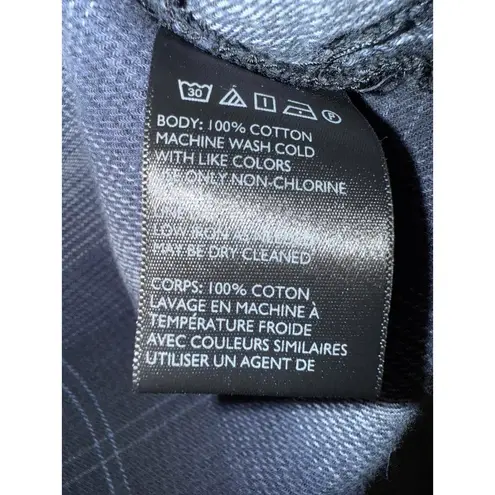 30 P
BODY: 100% COTTON
MACHINE WASH COLD
WITH LIKE COLORS
USE ONLY NON-CHLORINE
LINE
LOW IRON
MAY BE DRY CLEANED
CORPS: 100% COTON
LAVAGE EN MACHINE À
TEMPÉRATURE FROIDE
AVEC COULEURS SIMILAIRES
UTILISER UN AGENT DE